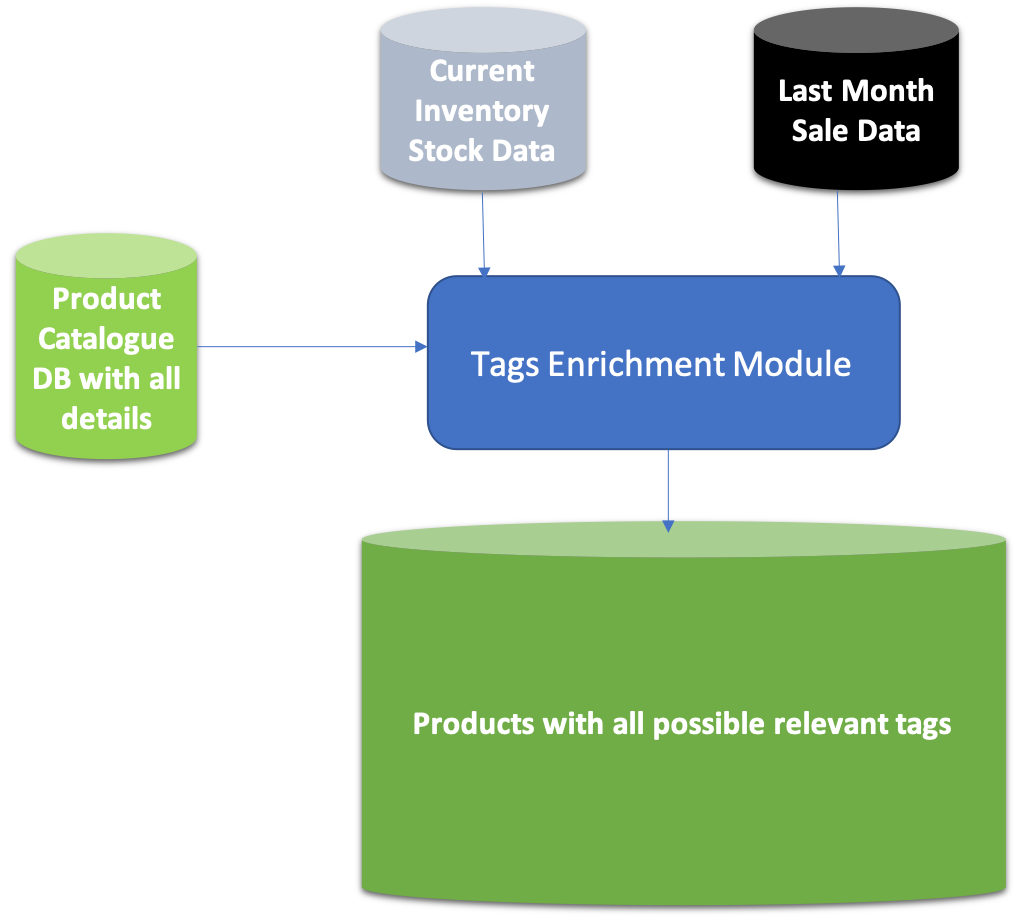 Current
Inventory
Stock Data
Last Month
Sale Data
Product
Catalogue
DB with all
details
Tags Enrichment Module
Products with all possible relevant tags